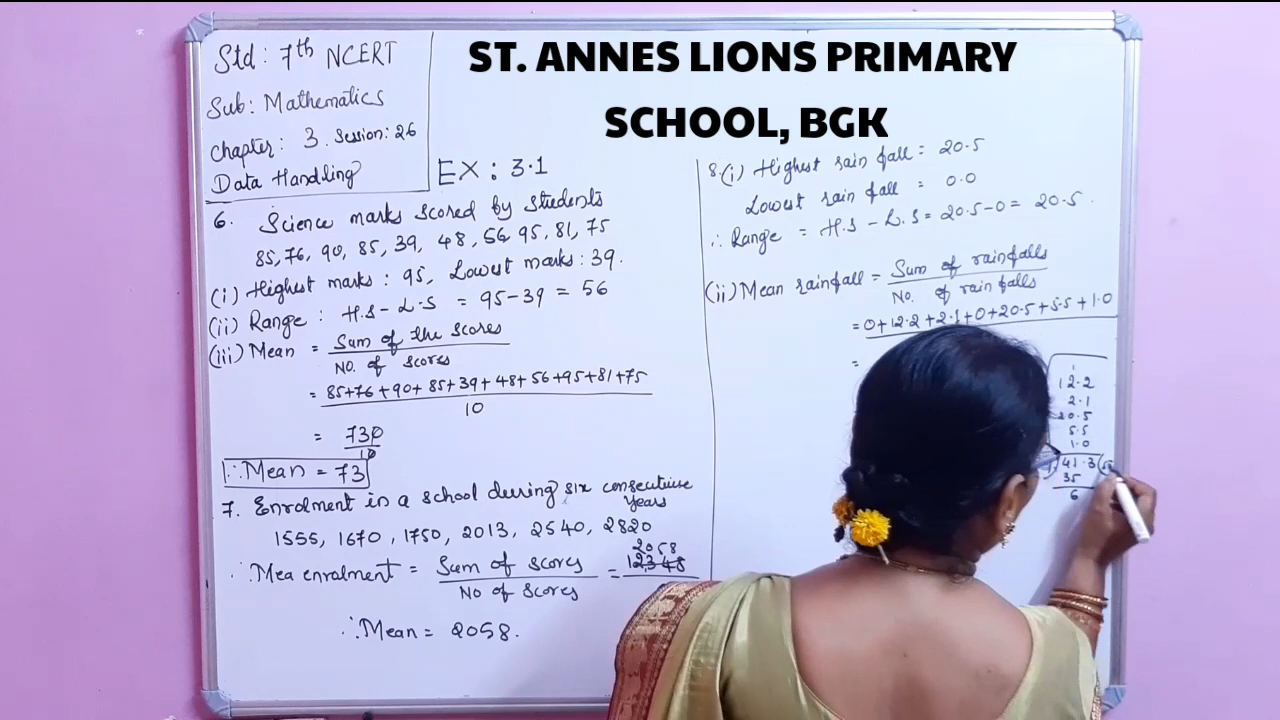 ST. ANNES LIONS PRIMARY
SCHOOL, BGK
Std: 7th NCERT
Sub: Mathematics
Chapter: 3. Session: 26
Data Handling
EX: 3.1
6. Science marks scored by students
85, 76, 90, 85, 39, 48, 56, 95, 81, 75
(i) Highest marks: 95, Lowest marks: 39.
(ii) Range: H.S - L.S = 95-39 = 56
(iii) Mean = Sum of the scores
No. of scores
= 85+76+90+85+39+48+56+95+81+75
10
= 730
10
∴ Mean = 73
7. Enrolment in a school during six consecutive
Years
1555, 1670, 1750, 2013, 2540, 2820
∴ Mea enralment = Sum of scores = 12348
No of scores
2058
∴ Mean = 2058.
8.(i) Highest rain fall = 20.5
Lowest rain fall = 0.0
∴ Range = H.S - L.S = 20.5-0 = 20.5.
(ii) Mean rainfall = Sum of rainfalls
No. of rain falls
= 0+12.2+2.1+0+20.5+5.5+1.0
=
1
12.2
2.1
20.5
5.5
1.0
41.3
35
6